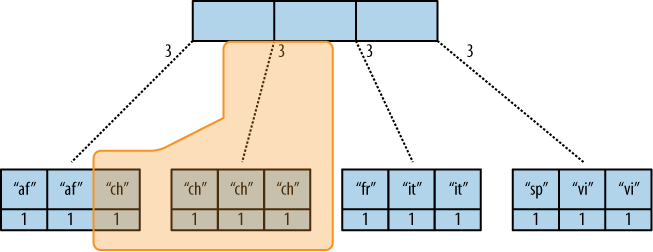 3 3 3 3
“af” “af” “ch” “ch” “ch” “ch” “fr” “it” “it” “sp” “vi” “vi”
1 1 1 1 1 1 1 1 1 1 1 1